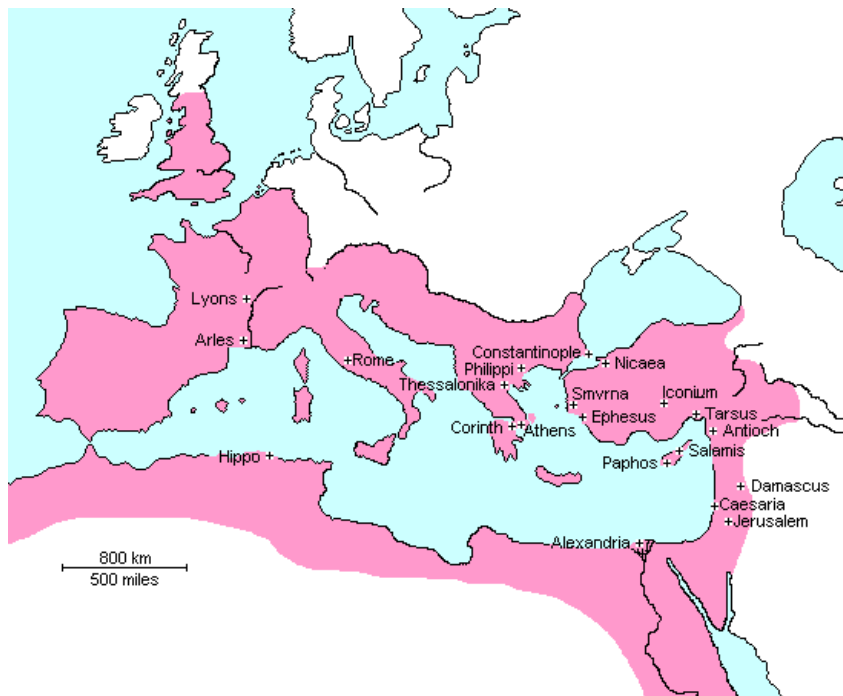 Lyons
Arles
Rome
Constantinople
Nicaea
Philippi
Thessalonika
Smvrna
Iconium
Ephesus
Tarsus
Antioch
Corinth
Athens
Hippo
Salamis
Paphos
Damascus
Caesaria
Jerusalem
Alexandria
800 km
500 miles